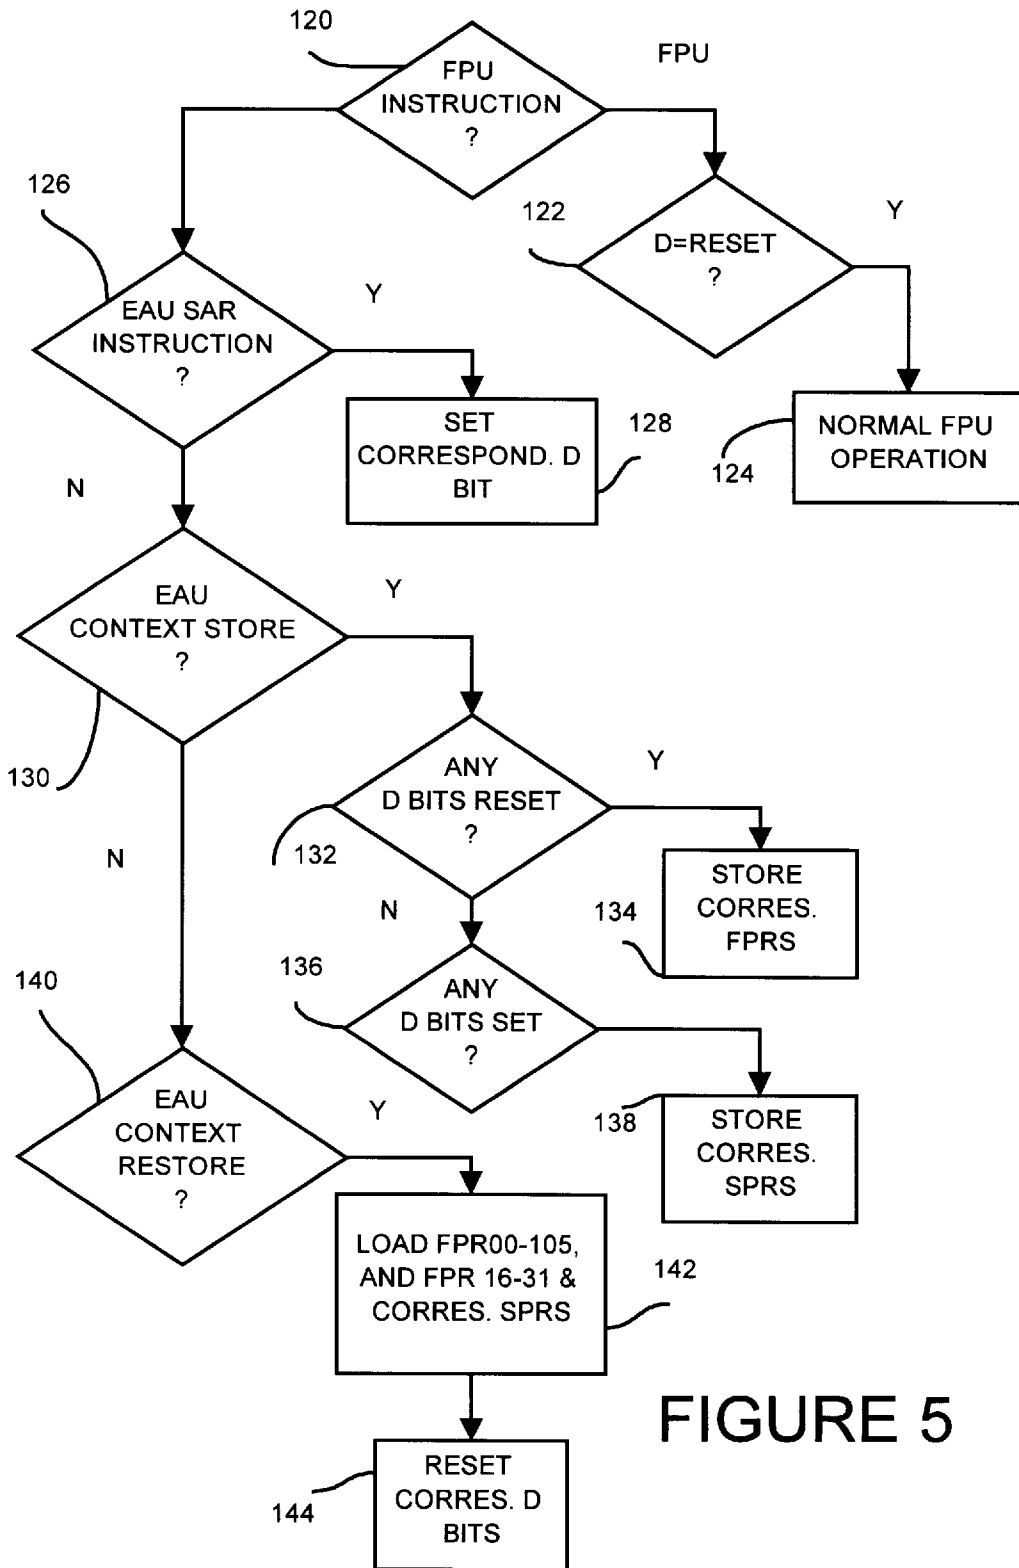 120
FPU
INSTRUCTION
?
FPU
126
122
D=RESET
?
Y
EAU SAR
INSTRUCTION
?
Y
SET
CORRESPOND. D
BIT
128
124
NORMAL FPU
OPERATION
N
EAU
CONTEXT STORE
?
Y
130
ANY
D BITS RESET
?
Y
132
N
N
STORE
CORRES.
FPRS
134
136
ANY
D BITS SET
?
140
EAU
CONTEXT
RESTORE
?
Y
138
STORE
CORRES.
SPRS
LOAD FPR00-105,
AND FPR 16-31 &
CORRES. SPRS
142
RESET
CORRES. D
BITS
144
FIGURE 5